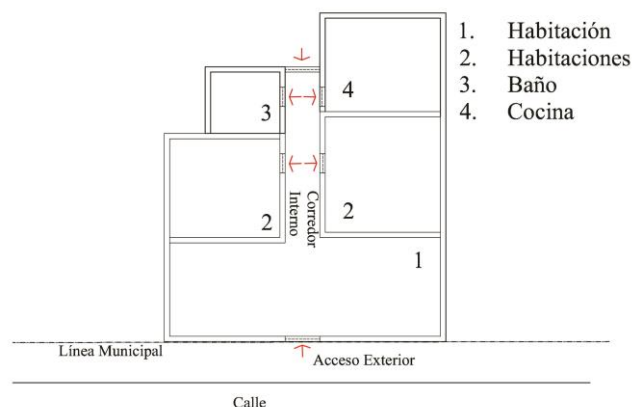 1. Habitación
2. Habitaciones
3. Baño
4. Cocina
4
3
2
Corredor
Interno
2
1
Línea Municipal
Acceso Exterior
Calle